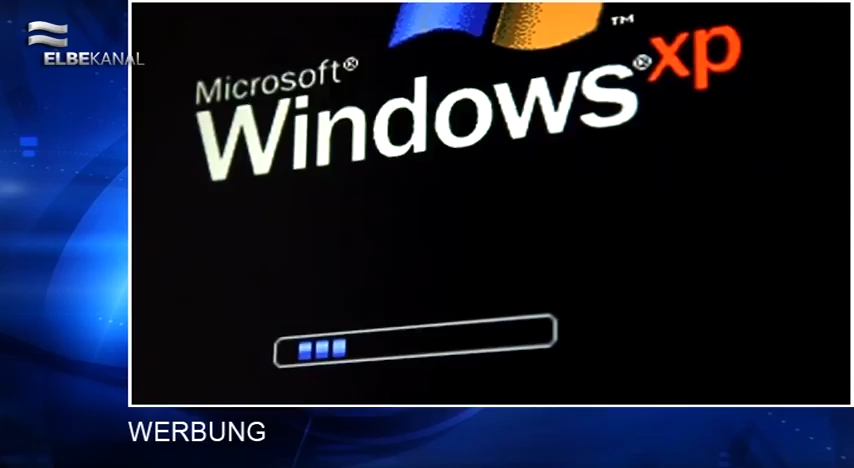 ELBEKANAL
™
Microsoft®
Windows® xp
WERBUNG